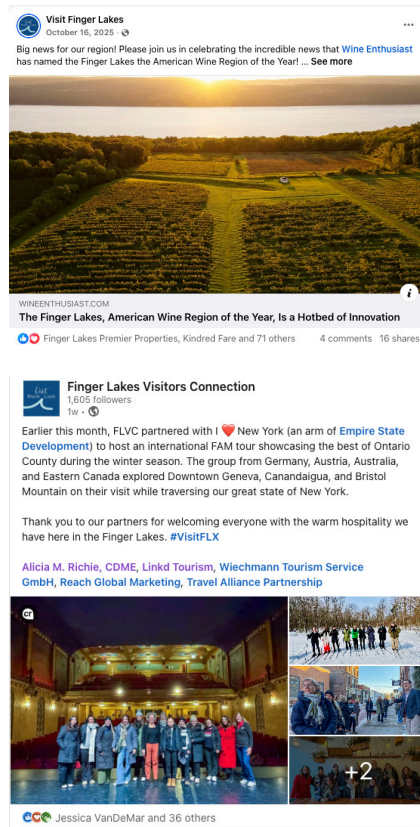 Visit Finger Lakes
October 16, 2025 ·
Big news for our region! Please join us in celebrating the incredible news that Wine Enthusiast
has named the Finger Lakes the American Wine Region of the Year! ... See more
WINEENTHUSIAST.COM
The Finger Lakes, American Wine Region of the Year, Is a Hotbed of Innovation
Finger Lakes Premier Properties, Kindred Fare and 71 others 4 comments 16 shares
Finger Lakes Visitors Connection
1,605 followers
1w •
Earlier this month, FLVC partnered with I ❤️ New York (an arm of Empire State
Development) to host an international FAM tour showcasing the best of Ontario
County during the winter season. The group from Germany, Austria, Australia,
and Eastern Canada explored Downtown Geneva, Canandaigua, and Bristol
Mountain on their visit while traversing our great state of New York.
Thank you to our partners for welcoming everyone with the warm hospitality we
have here in the Finger Lakes. #VisitFLX
Alicia M. Richie, CDME, Linkd Tourism, Wiechmann Tourism Service
GmbH, Reach Global Marketing, Travel Alliance Partnership
cr
+2
Jessica VanDeMar and 36 others